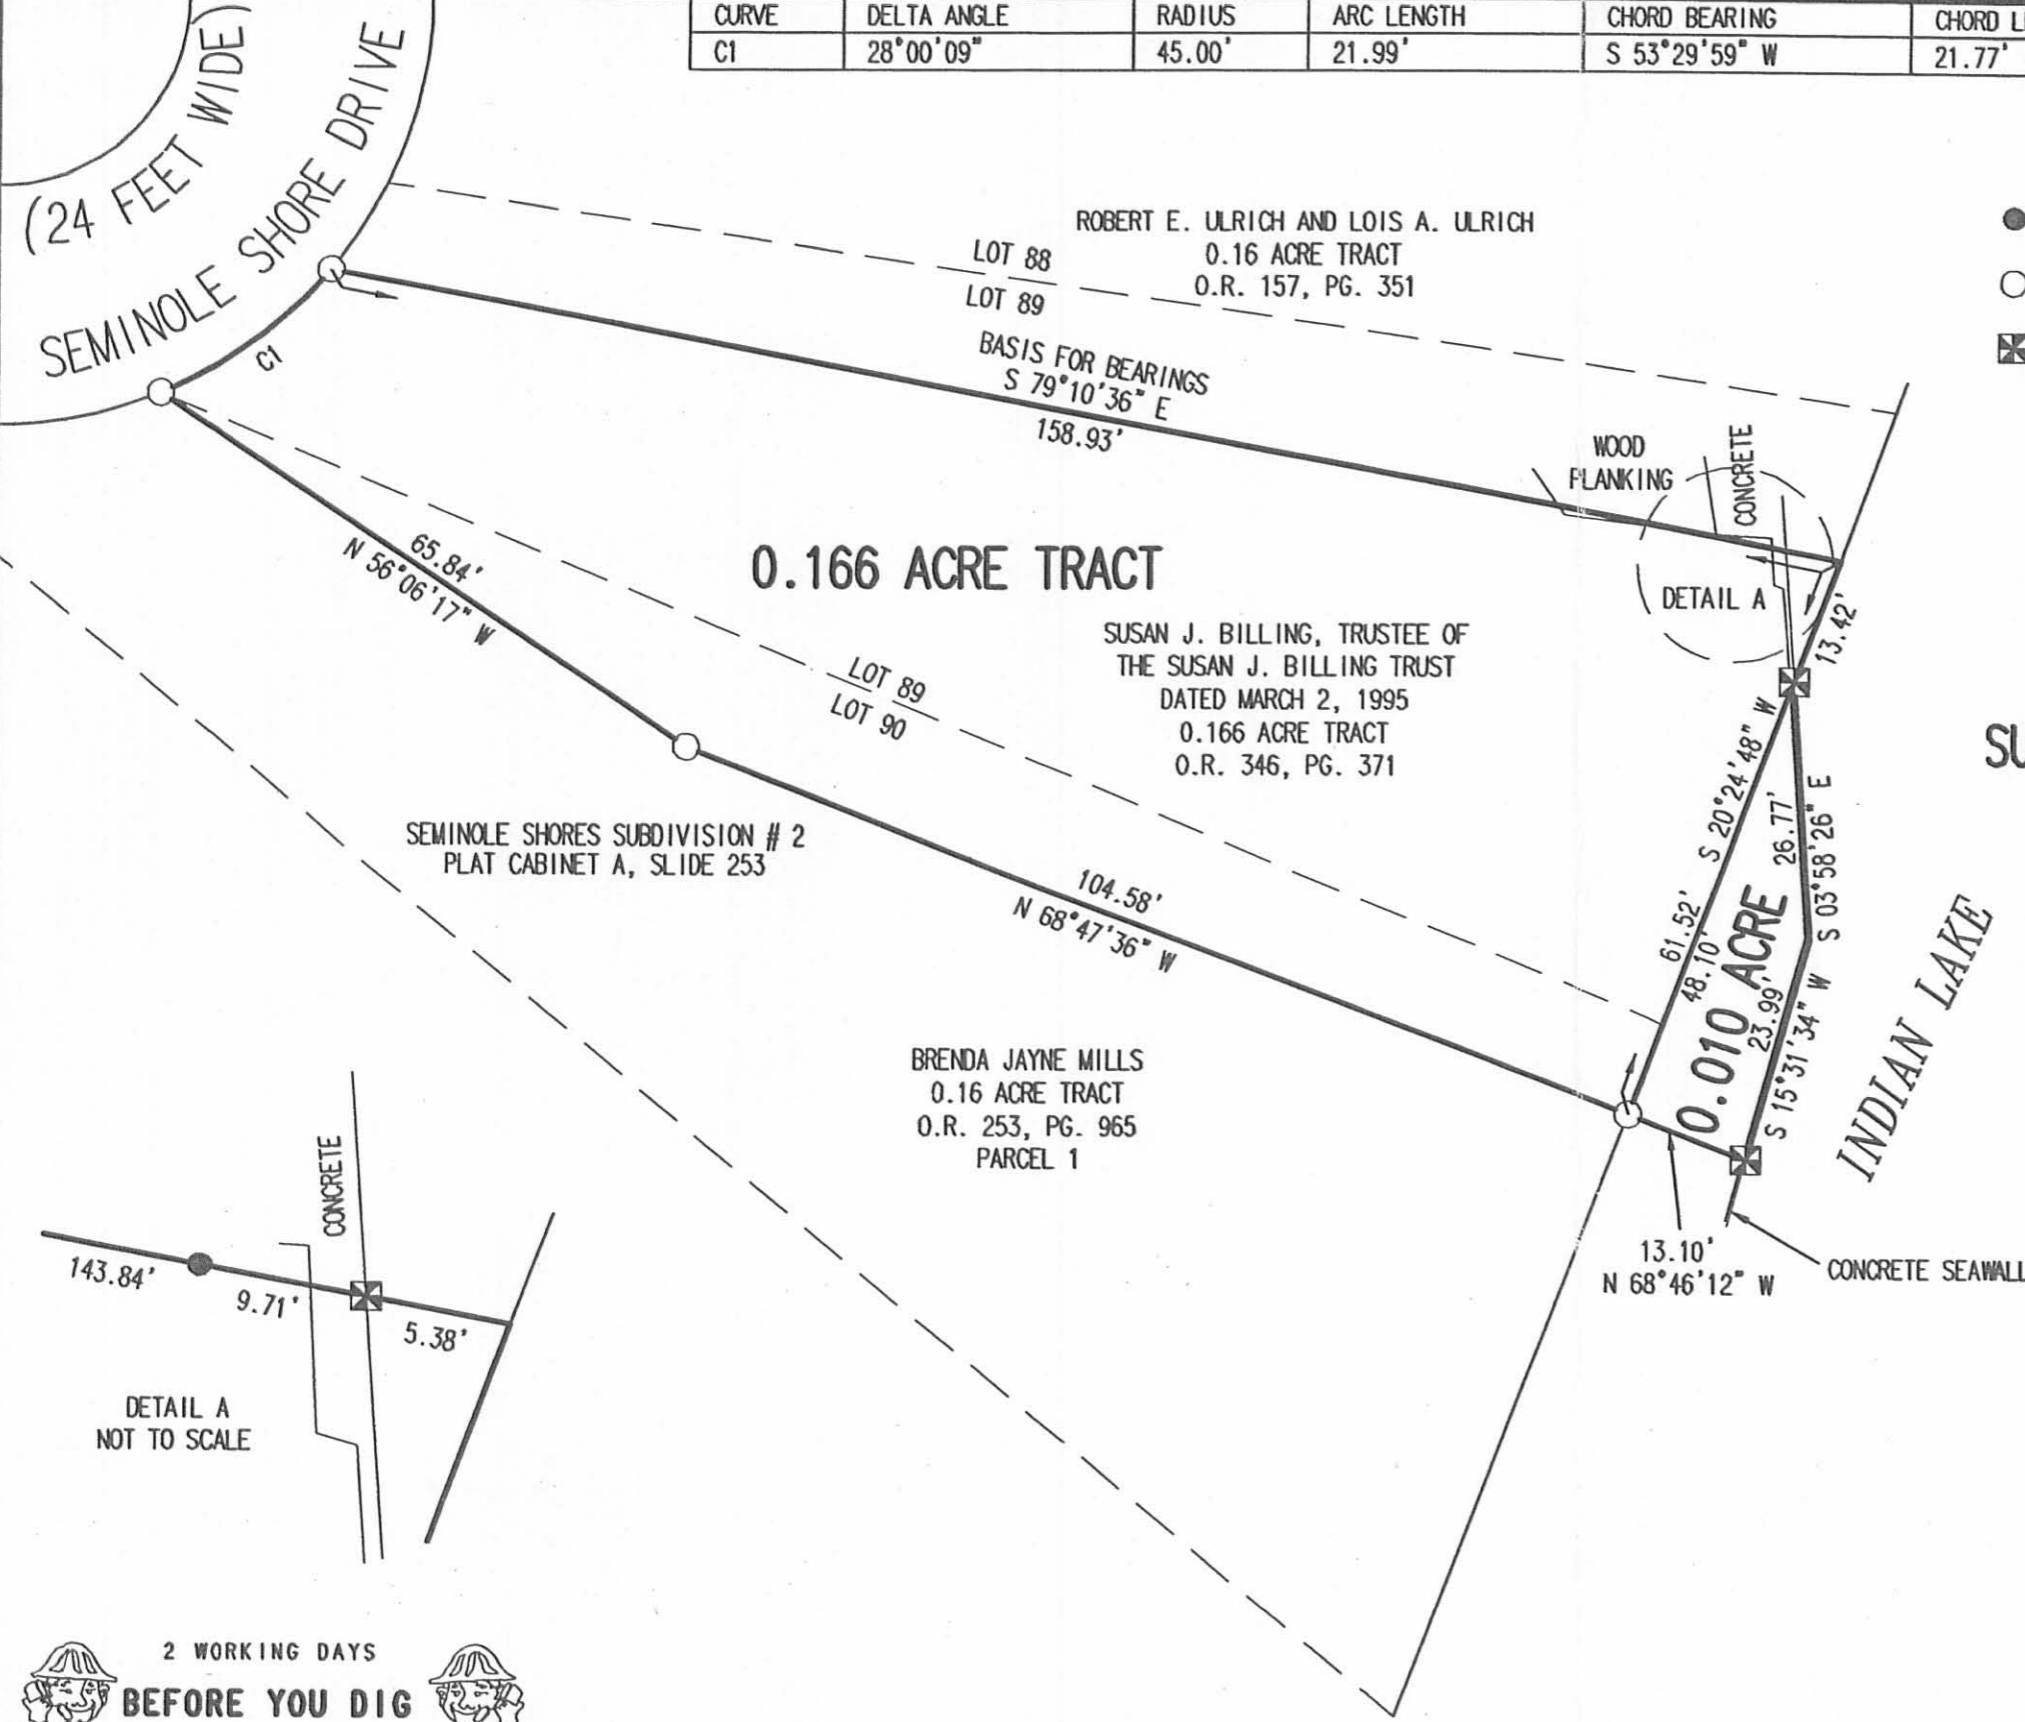 CURVE DELTA ANGLE RADIUS ARC LENGTH CHORD BEARING CHORD
C1 28°00'09" 45.00' 21.99' S 53°29'59" W 21.77'
(24 FEET WIDE)
SEMINOLE SHORE DRIVE
C1
ROBERT E. ULRICH AND LOIS A. ULRICH
0.16 ACRE TRACT
O.R. 157, PG. 351
LOT 88
LOT 89
BASIS FOR BEARINGS
S 79°10'36" E
158.93'
WOOD
PLANKING
CONCRETE
DETAIL A
13.42'
65.84'
N 56°06'17" W
0.166 ACRE TRACT
SUSAN J. BILLING, TRUSTEE OF
THE SUSAN J. BILLING TRUST
DATED MARCH 2, 1995
0.166 ACRE TRACT
O.R. 346, PG. 371
LOT 89
LOT 90
S 20°24'48" W
61.52'
48.10'
26.77'
S 03°58'26" E
0.010 ACRE
23.99'
S 15°31'34" W
INDIAN LAKE
SEMINOLE SHORES SUBDIVISION # 2
PLAT CABINET A, SLIDE 253
104.58'
N 68°47'36" W
BRENDA JAYNE MILLS
0.16 ACRE TRACT
O.R. 253, PG. 965
PARCEL 1
13.10'
N 68°46'12" W
CONCRETE SEAWALL
CONCRETE
143.84'
9.71'
5.38'
DETAIL A
NOT TO SCALE
2 WORKING DAYS
BEFORE YOU DIG